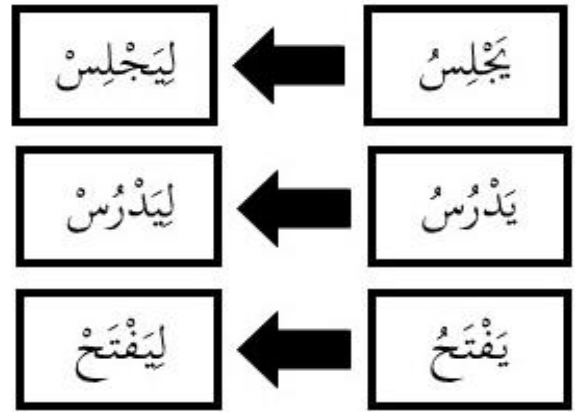 يَجْلِسُ لِيَجْلِسْ
يَدْرُسُ لِيَدْرُسْ
يَفْتَحُ لِيَفْتَحْ